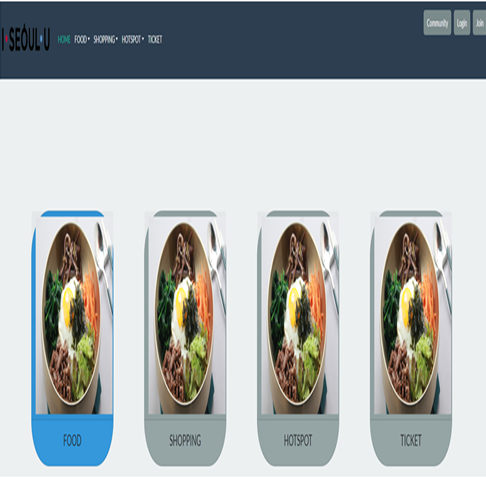 I·SEOUL·U
HOME FOOD SHOPPING HOTSPOT TICKET
Community Login Join
FOOD SHOPPING HOTSPOT TICKET